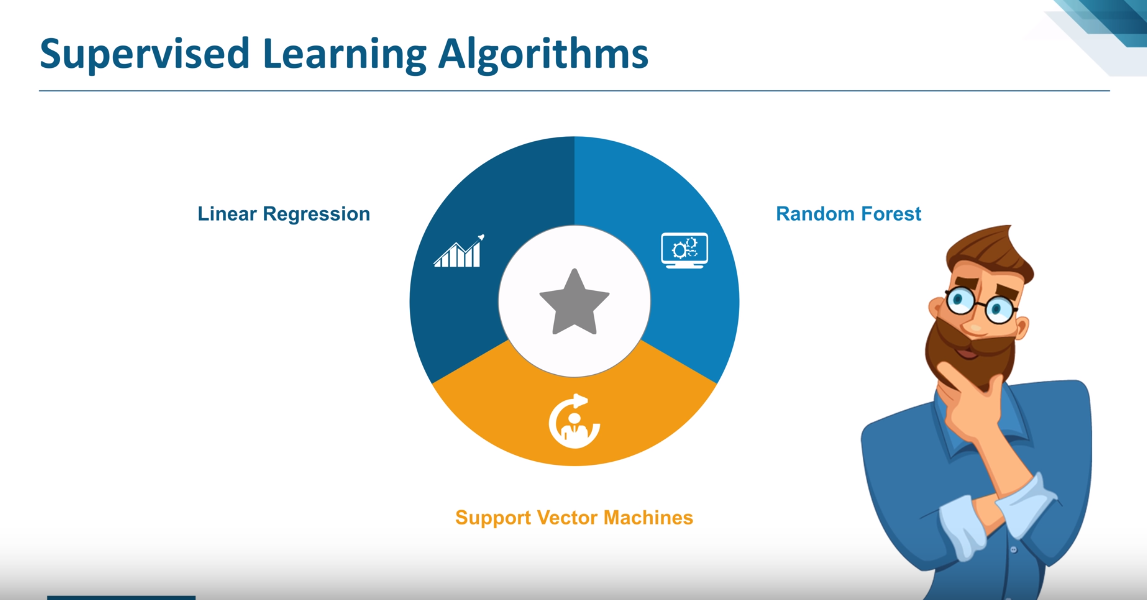 Supervised Learning Algorithms
Linear Regression
Random Forest
Support Vector Machines